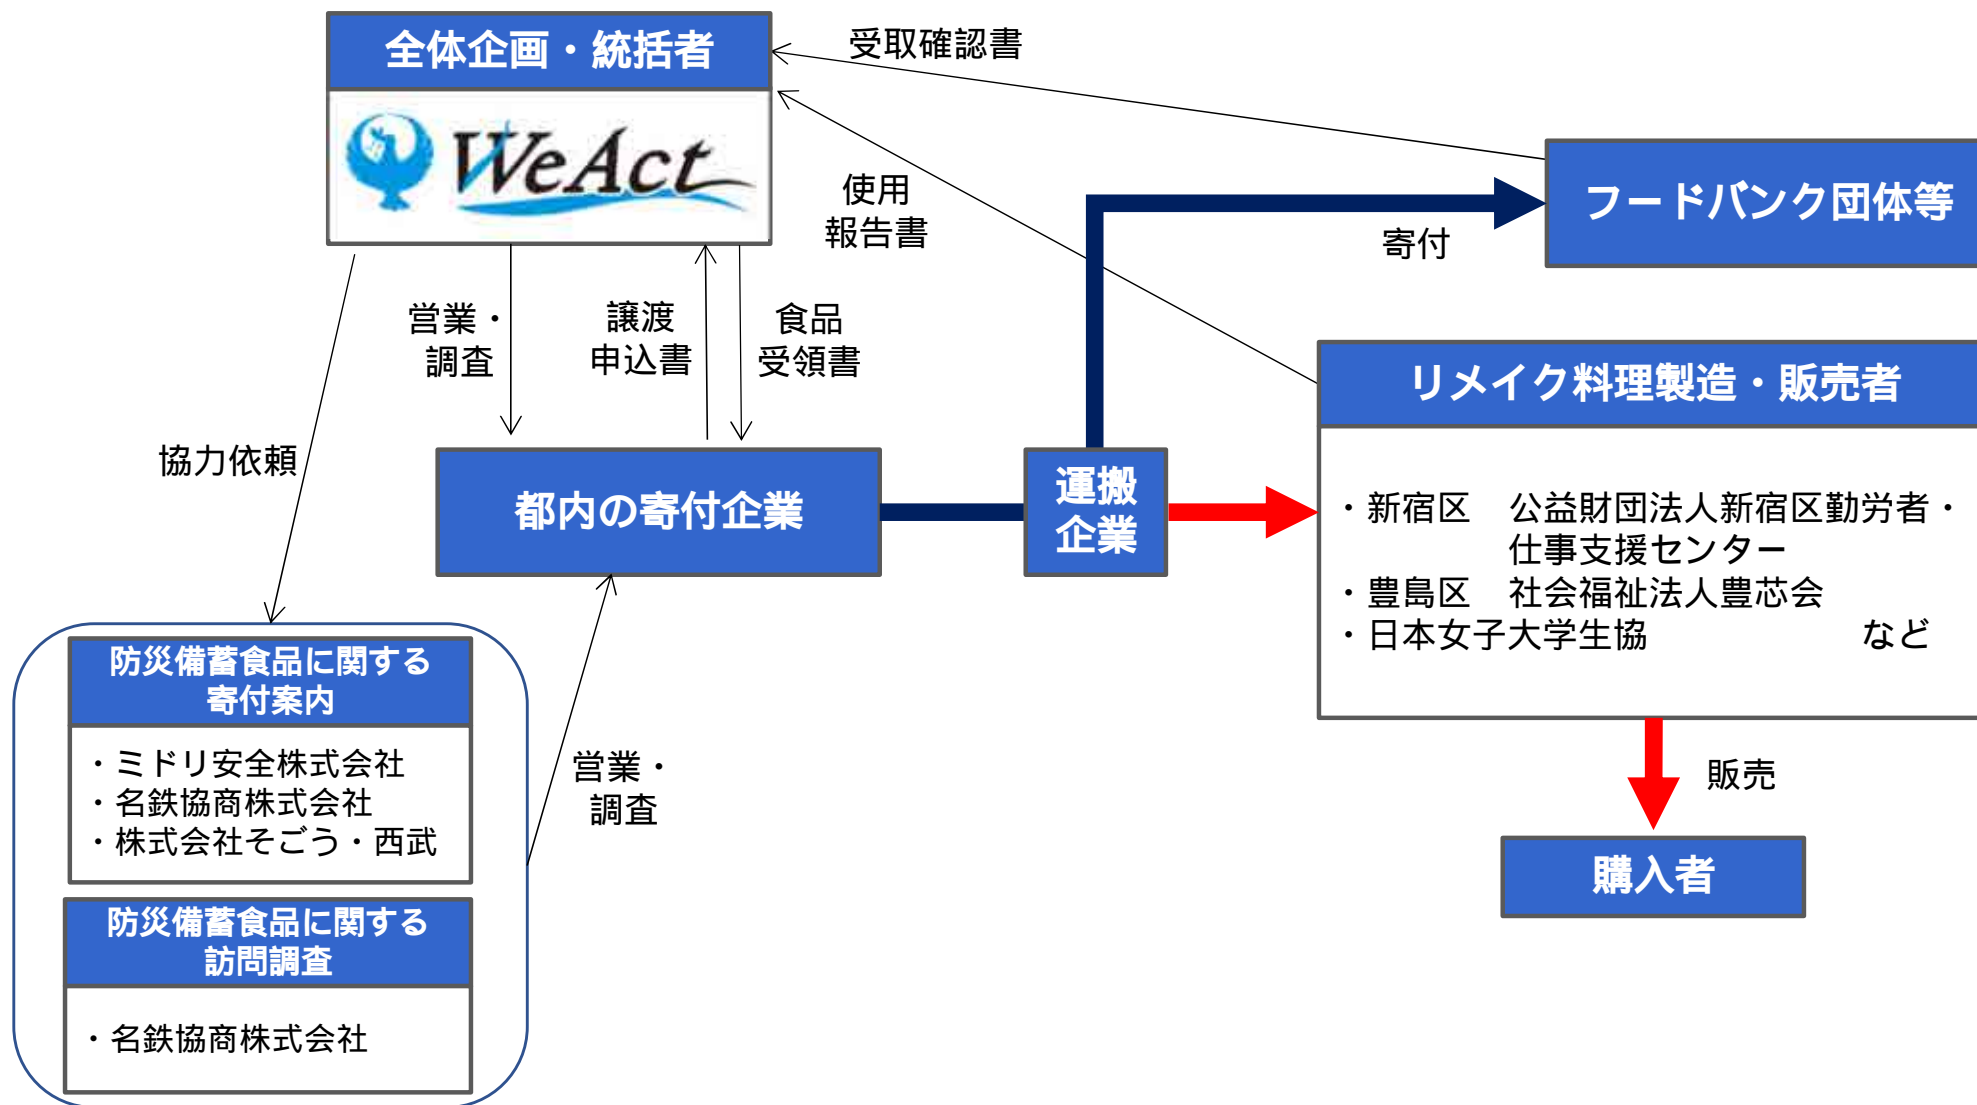 全体企画・統括者
WeAct
受取確認書
使用
報告書
フードバンク団体等
寄付
営業・
調査
譲渡
申込書
食品
受領書
協力依頼
都内の寄付企業
運搬
企業
リメイク料理製造・販売者
・新宿区　公益財団法人新宿区勤労者・
仕事支援センター
・豊島区　社会福祉法人豊芯会
・日本女子大学生協　　　　　　など
販売
購入者
防災備蓄食品に関する
寄付案内
・ミドリ安全株式会社
・名鉄協商株式会社
・株式会社そごう・西武
営業・
調査
防災備蓄食品に関する
訪問調査
・名鉄協商株式会社